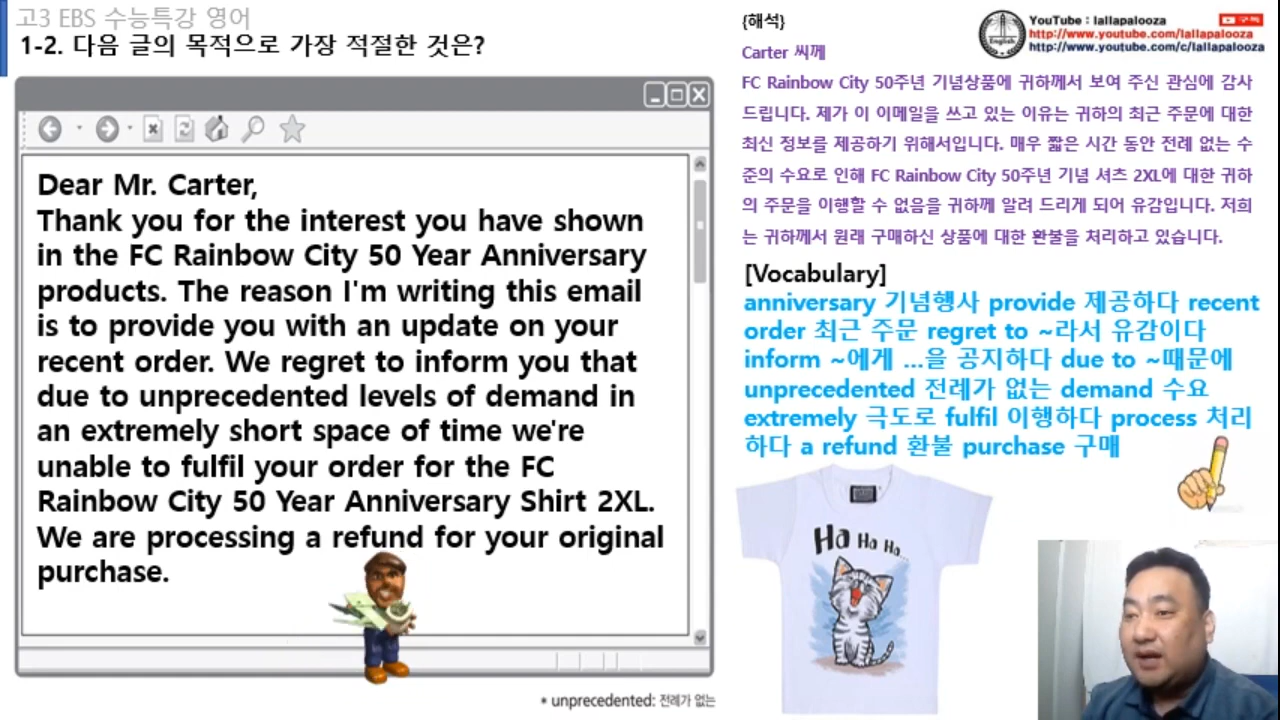 고3 EBS 수능특강 영어
1-2. 다음 글의 목적으로 가장 적절한 것은?
Dear Mr. Carter,
Thank you for the interest you have shown
in the FC Rainbow City 50 Year Anniversary
products. The reason I'm writing this email
is to provide you with an update on your
recent order. We regret to inform you that
due to unprecedented levels of demand in
an extremely short space of time we're
unable to fulfil your order for the FC
Rainbow City 50 Year Anniversary Shirt 2XL.
We are processing a refund for your original
purchase.
* unprecedented: 전례가 없는
{해석}
Carter 씨께
FC Rainbow City 50주년 기념상품에 귀하께서 보여 주신 관심에 감사
드립니다. 제가 이 이메일을 쓰고 있는 이유는 귀하의 최근 주문에 대한
최신 정보를 제공하기 위해서입니다. 매우 짧은 시간 동안 전례 없는 수
준의 수요로 인해 FC Rainbow City 50주년 기념 셔츠 2XL에 대한 귀하
의 주문을 이행할 수 없음을 귀하께 알려 드리게 되어 유감입니다. 저희
는 귀하께서 원래 구매하신 상품에 대한 환불을 처리하고 있습니다.
YouTube : lallapalooza
구독
http://www.youtube.com/lallapalooza
http://www.youtube.com/c/lallapalooza
English
[Vocabulary]
anniversary 기념행사 provide 제공하다 recent
order 최근 주문 regret to ~라서 유감이다
inform ~에게 ...을 공지하다 due to ~때문에
unprecedented 전례가 없는 demand 수요
extremely 극도로 fulfil 이행하다 process 처리
하다 a refund 환불 purchase 구매
Ha Ha Ha...